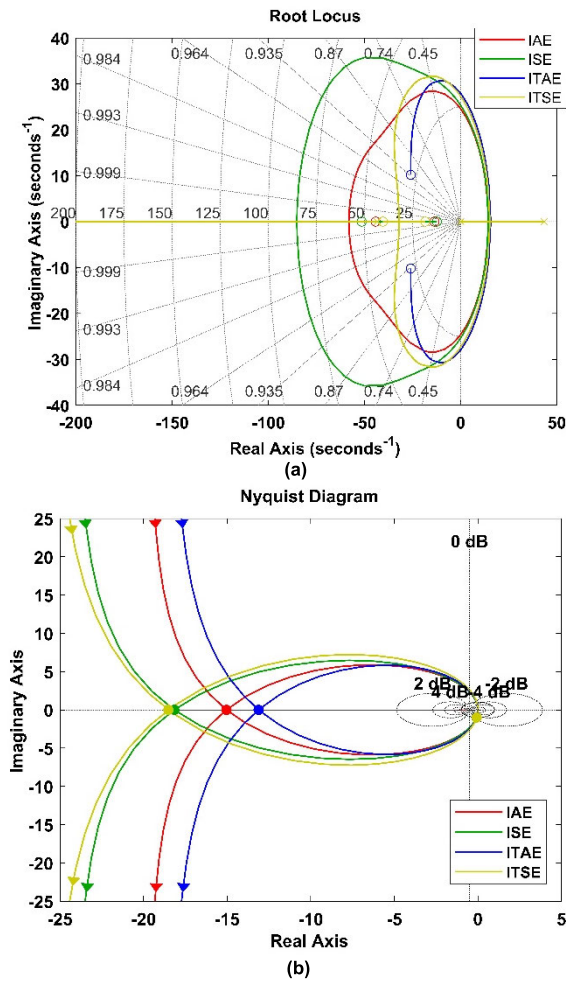 Root Locus
40
30
20
10
0
-10
-20
-30
-40
0.984
0.964
0.935
0.87
0.74
0.45
0.993
0.999
200
175
150
125
100
75
50
25
0.999
0.993
0.984
0.964
0.935
0.87
0.74
0.45
IAE
ISE
ITAE
ITSE
Imaginary Axis (seconds⁻¹)
-200
-150
-100
-50
0
50
Real Axis (seconds⁻¹)
(a)
Nyquist Diagram
25
20
15
10
5
0
-5
-10
-15
-20
-25
Imaginary Axis
0 dB
2 dB
-2 dB
4 dB
-4 dB
IAE
ISE
ITAE
ITSE
-25
-20
-15
-10
-5
0
5
Real Axis
(b)